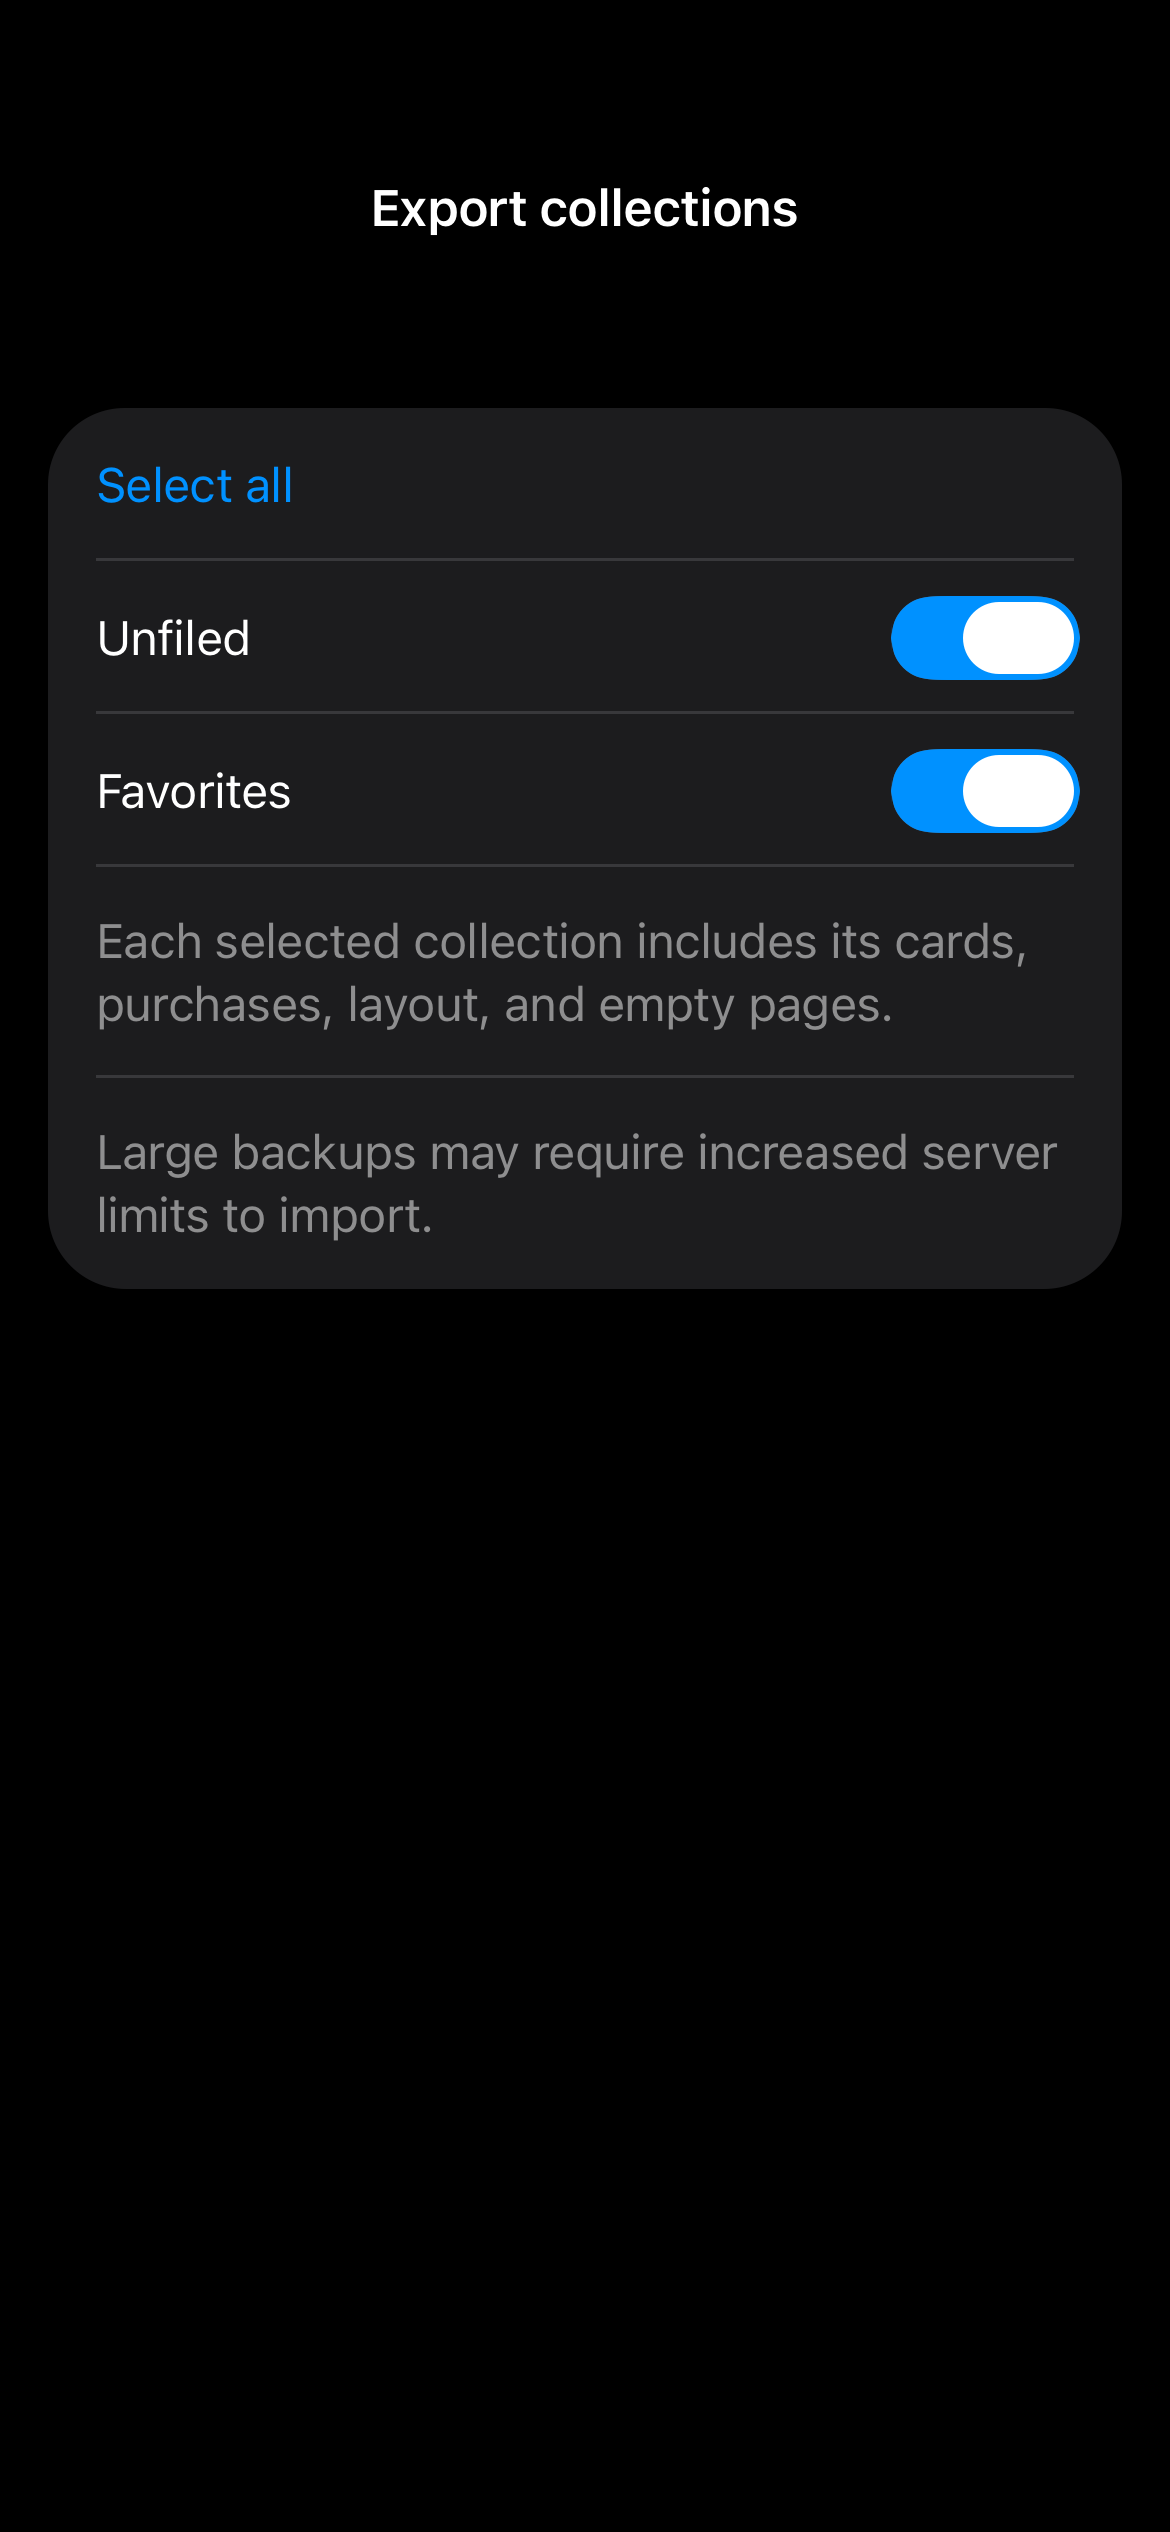 Export collections
Select all
Unfiled
Favorites
Each selected collection includes its cards,
purchases, layout, and empty pages.
Large backups may require increased server
limits to import.